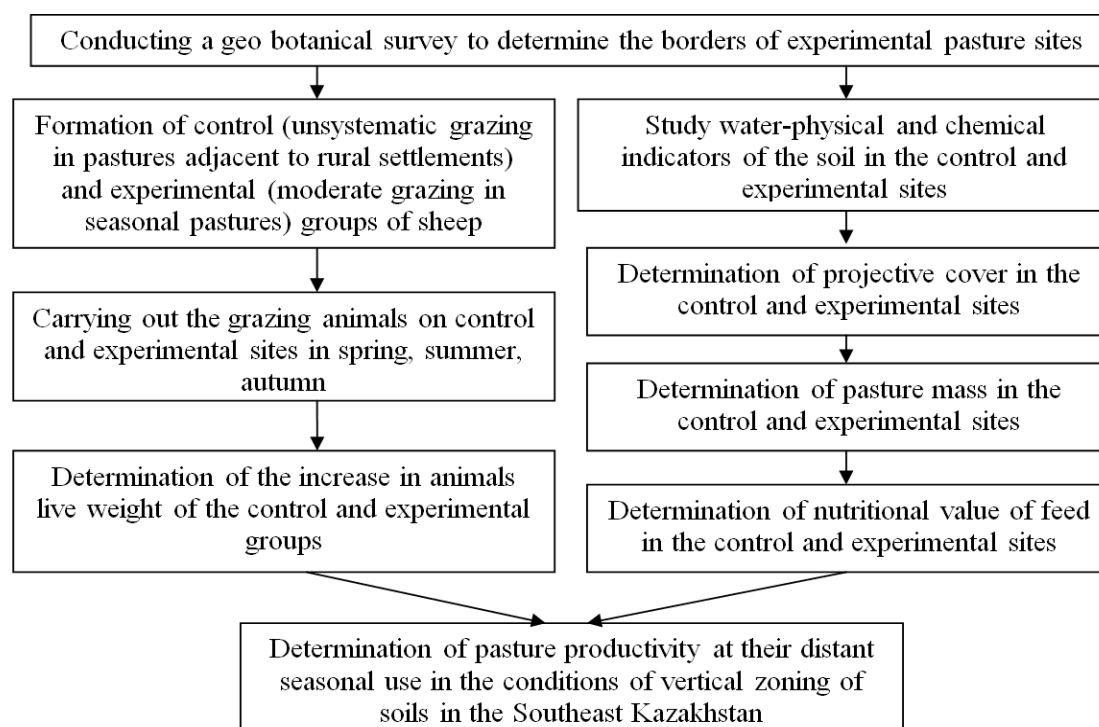 Conducting a geo botanical survey to determine the borders of experimental pasture sites
Formation of control (unsystematic grazing
in pastures adjacent to rural settlements)
and experimental (moderate grazing in
seasonal pastures) groups of sheep
Carrying out the grazing animals on control
and experimental sites in spring, summer,
autumn
Determination of the increase in animals
live weight of the control and experimental
groups
Study water-physical and chemical
indicators of the soil in the control and
experimental sites
Determination of projective cover in the
control and experimental sites
Determination of pasture mass in the
control and experimental sites
Determination of nutritional value of feed
in the control and experimental sites
Determination of pasture productivity at their distant
seasonal use in the conditions of vertical zoning of
soils in the Southeast Kazakhstan